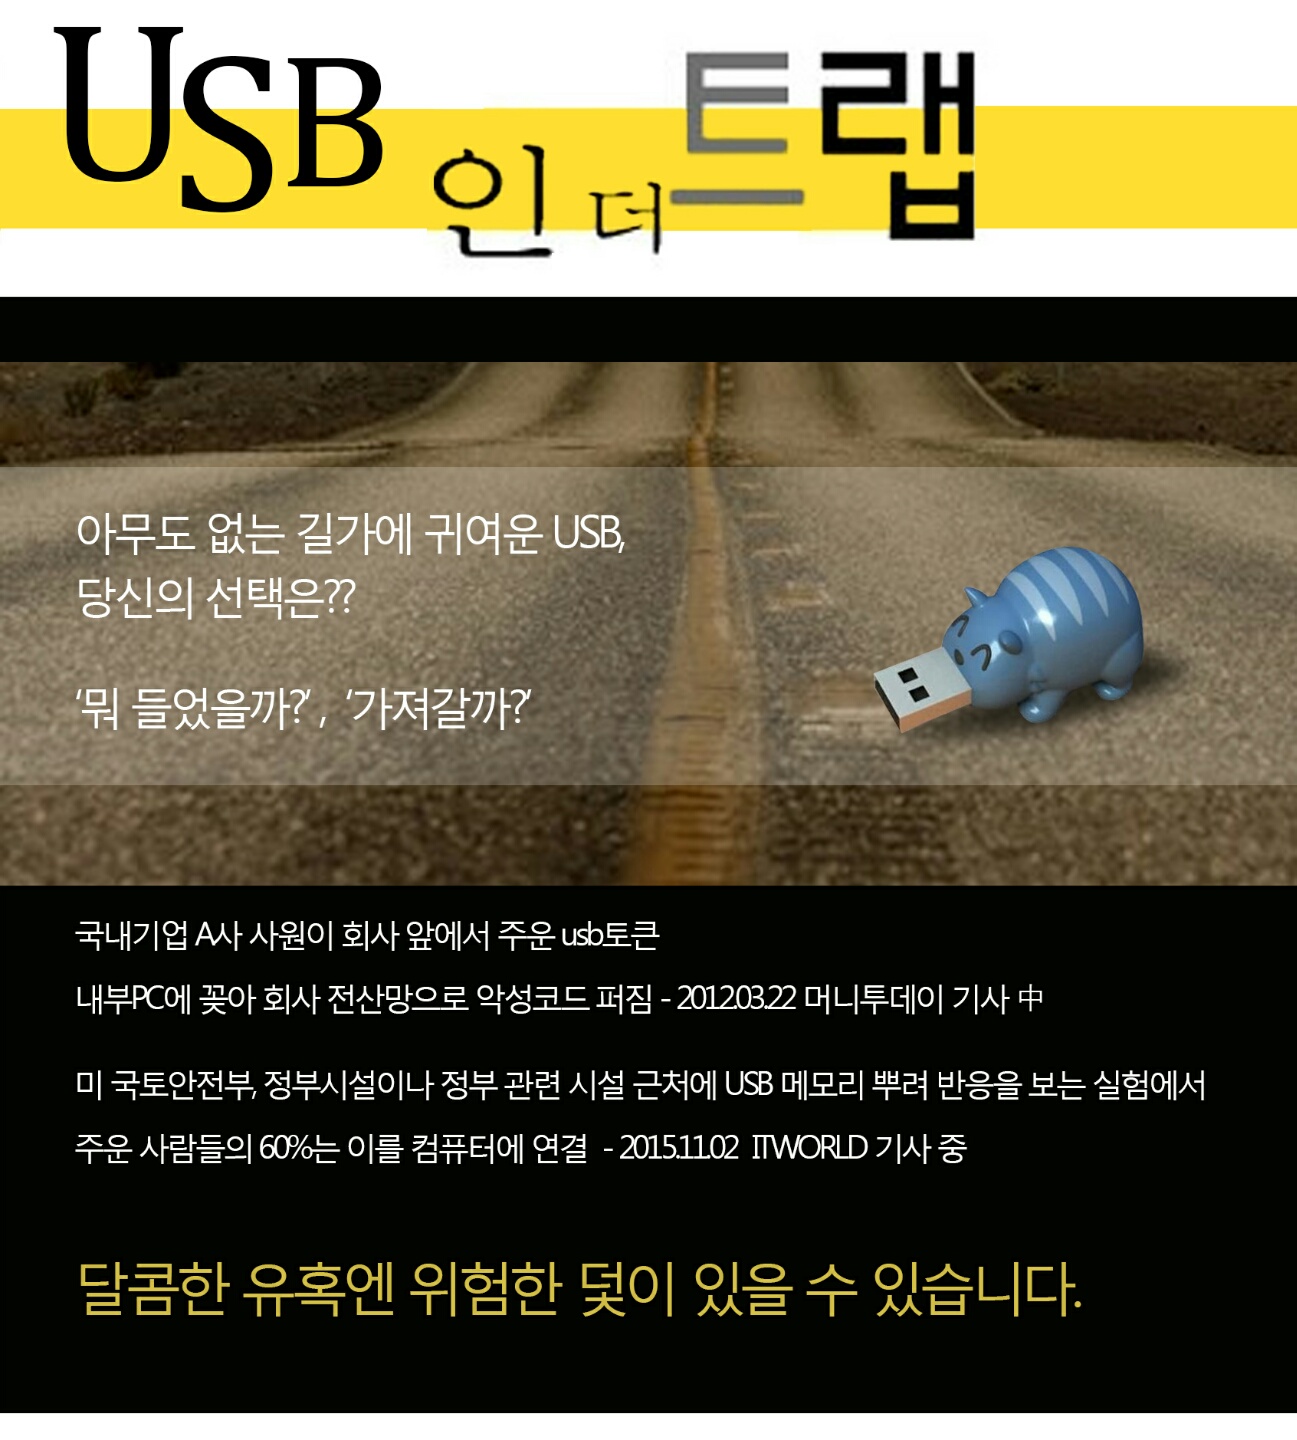 USB 인 더 트랩
아무도 없는 길가에 귀여운 USB,
당신의 선택은??
‘뭐 들었을까?’ , ‘가져갈까?’
국내기업 A사 사원이 회사 앞에서 주운 usb토큰
내부PC에 꽂아 회사 전산망으로 악성코드 퍼짐 - 2012.03.22 머니투데이 기사 中
미 국토안전부, 정부시설이나 정부 관련 시설 근처에 USB 메모리 뿌려 반응을 보는 실험에서
주운 사람들의 60%는 이를 컴퓨터에 연결 - 2015.11.02 ITWORLD 기사 중
달콤한 유혹엔 위험한 덫이 있을 수 있습니다.